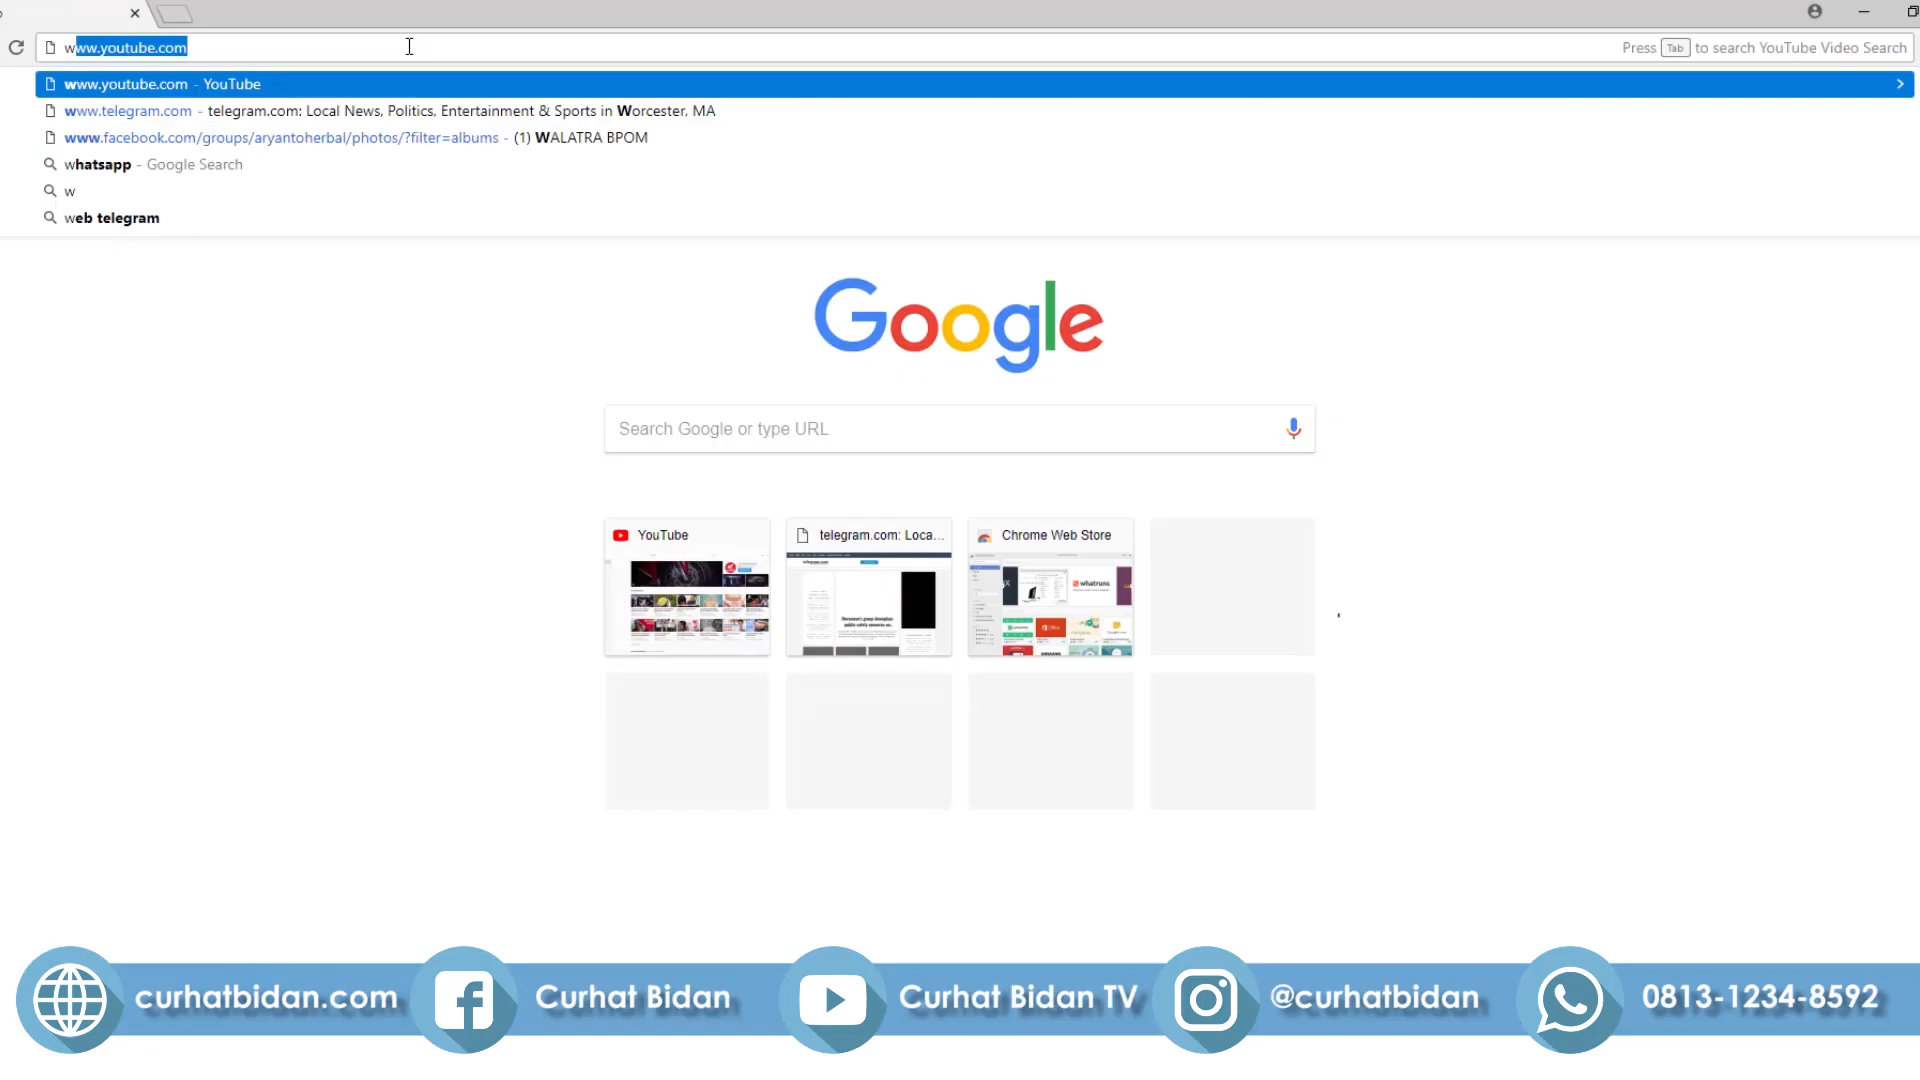 www.youtube.com
Press Tab to search YouTube Video Search
www.youtube.com - YouTube
www.telegram.com - telegram.com: Local News, Politics, Entertainment & Sports in Worcester, MA
www.facebook.com/groups/aryantoherbal/photos/?filter=albums - (1) WALATRA BPOM
whatsapp - Google Search
w
web telegram
Google
Search Google or type URL
YouTube
telegram.com: Loca...
Chrome Web Store
whatruns
Office
curhatbidan.com
Curhat Bidan
Curhat Bidan TV
@curhatbidan
0813-1234-8592